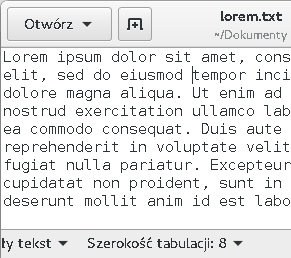 Otwórz
lorem.txt
~/Dokumenty
Lorem ipsum dolor sit amet, cons
elit, sed do eiusmod tempor inci
dolore magna aliqua. Ut enim ad
nostrud exercitation ullamco lab
ea commodo consequat. Duis aute
reprehenderit in voluptate velit
fugiat nulla pariatur. Excepteur
cupidatat non proident, sunt in
deserunt mollit anim id est labo
ły tekst Szerokość tabulacji: 8